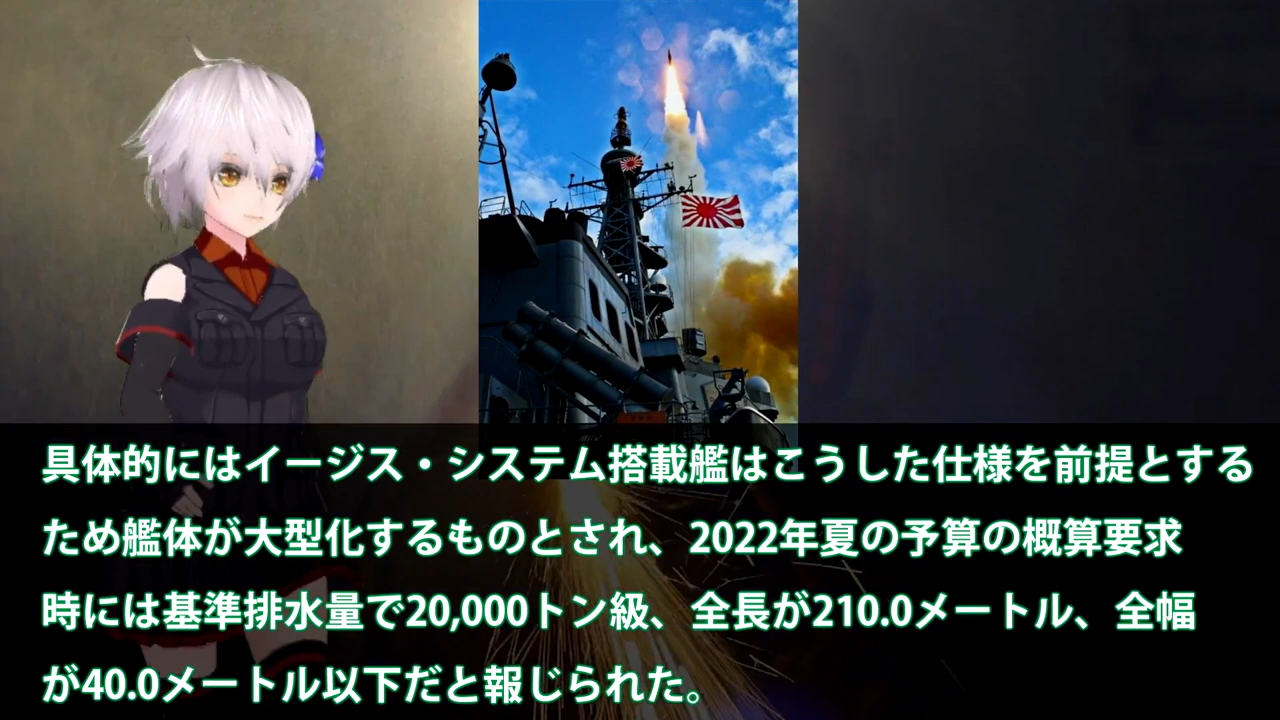 具体的にはイージス・システム搭載艦はこうした仕様を前提とする
ため艦体が大型化するものとされ、2022年夏の予算の概算要求
時には基準排水量で20,000トン級、全長が210.0メートル、全幅
が40.0メートル以下だと報じられた。